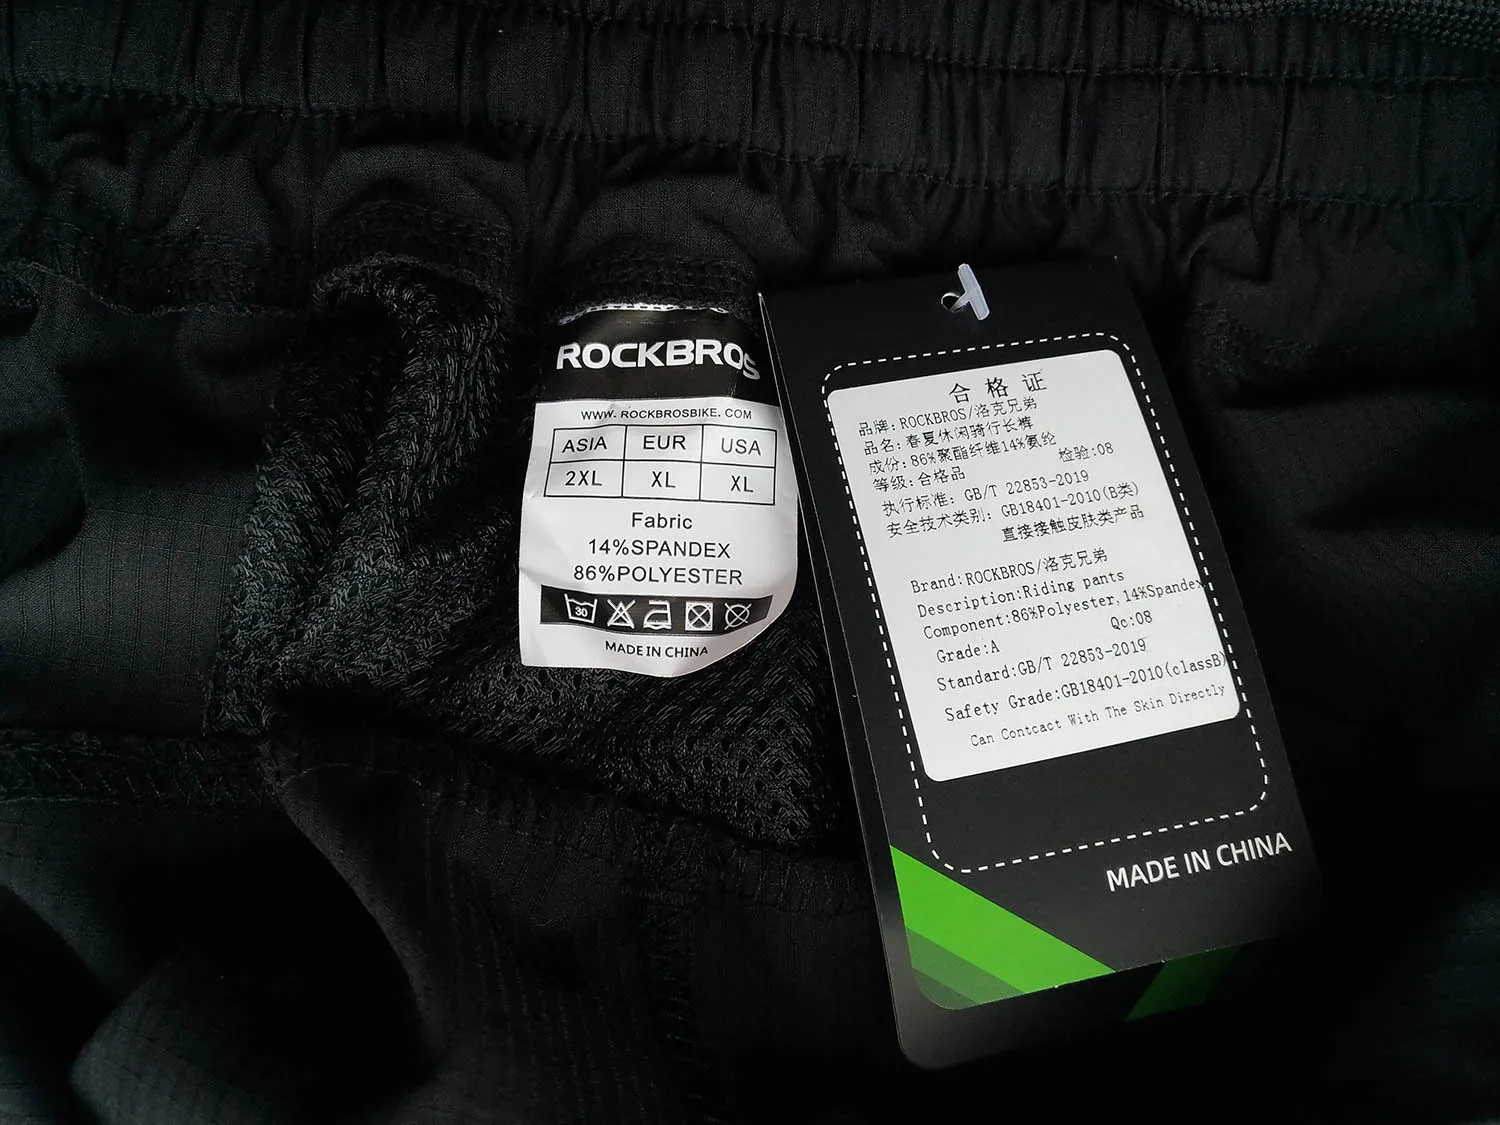 ROCKBROS
WWW. ROCKBROSBIKE. COM
ASIA EUR USA
2XL XL XL
Fabric
14%SPANDEX
86%POLYESTER
30
MADE IN CHINA
合格证
品牌:ROCKBROS/洛克兄弟
品名:春夏休闲骑行长裤
成份:86%聚酯纤维14%氨纶
等级:合格品 检验:08
执行标准: GB/T 22853-2019
安全技术类别: GB18401-2010(B类)
直接接触皮肤类产品
Brand:ROCKBROS/洛克兄弟
Description:Riding pants
Component:86%Polyester,14%Spandex
Grade:A Qc:08
Standard:GB/T 22853-2019
Safety Grade:GB18401-2010(classB)
Can Contcact With The Skin Directly
MADE IN CHINA